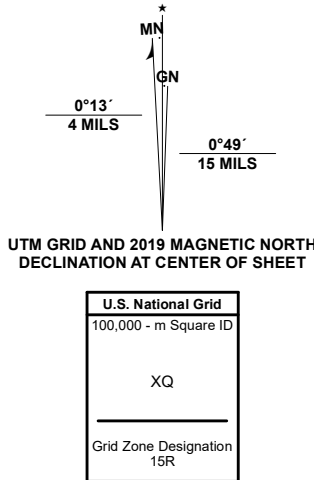 ★
MN
GN
0°13´
4 MILS
0°49´
15 MILS
UTM GRID AND 2019 MAGNETIC NORTH
DECLINATION AT CENTER OF SHEET
U.S. National Grid
100,000 - m Square ID
XQ
Grid Zone Designation
15R